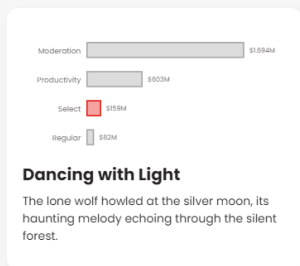 Moderation $1,694M
Productivity $603M
Select $159M
Regular $82M
Dancing with Light
The lone wolf howled at the silver moon, its
haunting melody echoing through the silent
forest.